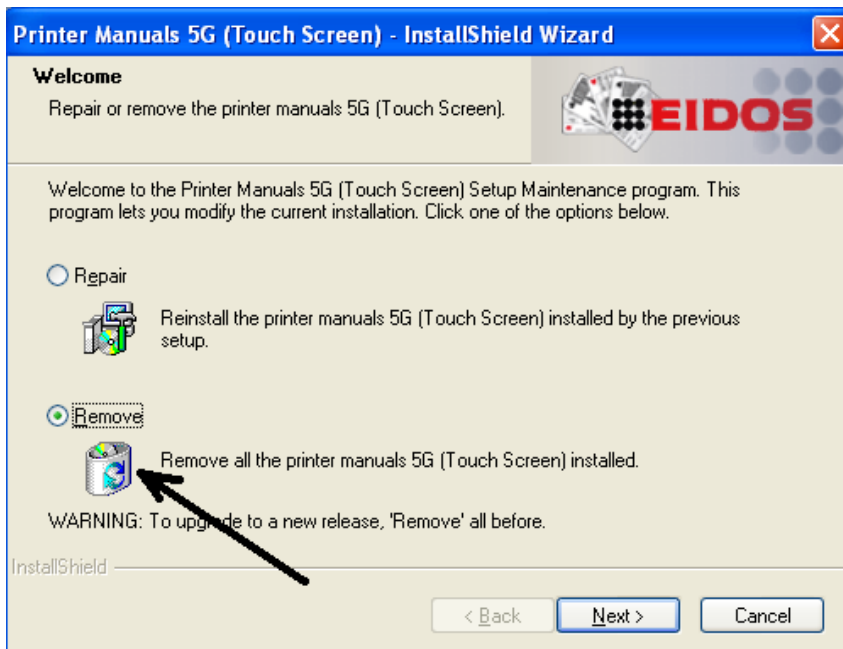 Printer Manuals 5G (Touch Screen) - InstallShield Wizard
Welcome
Repair or remove the printer manuals 5G (Touch Screen).
EIDOS
Welcome to the Printer Manuals 5G (Touch Screen) Setup Maintenance program. This
program lets you modify the current installation. Click one of the options below.
Repair
Reinstall the printer manuals 5G (Touch Screen) installed by the previous
setup.
Remove
Remove all the printer manuals 5G (Touch Screen) installed.
WARNING: To upgrade to a new release, 'Remove' all before.
InstallShield
< Back
Next >
Cancel